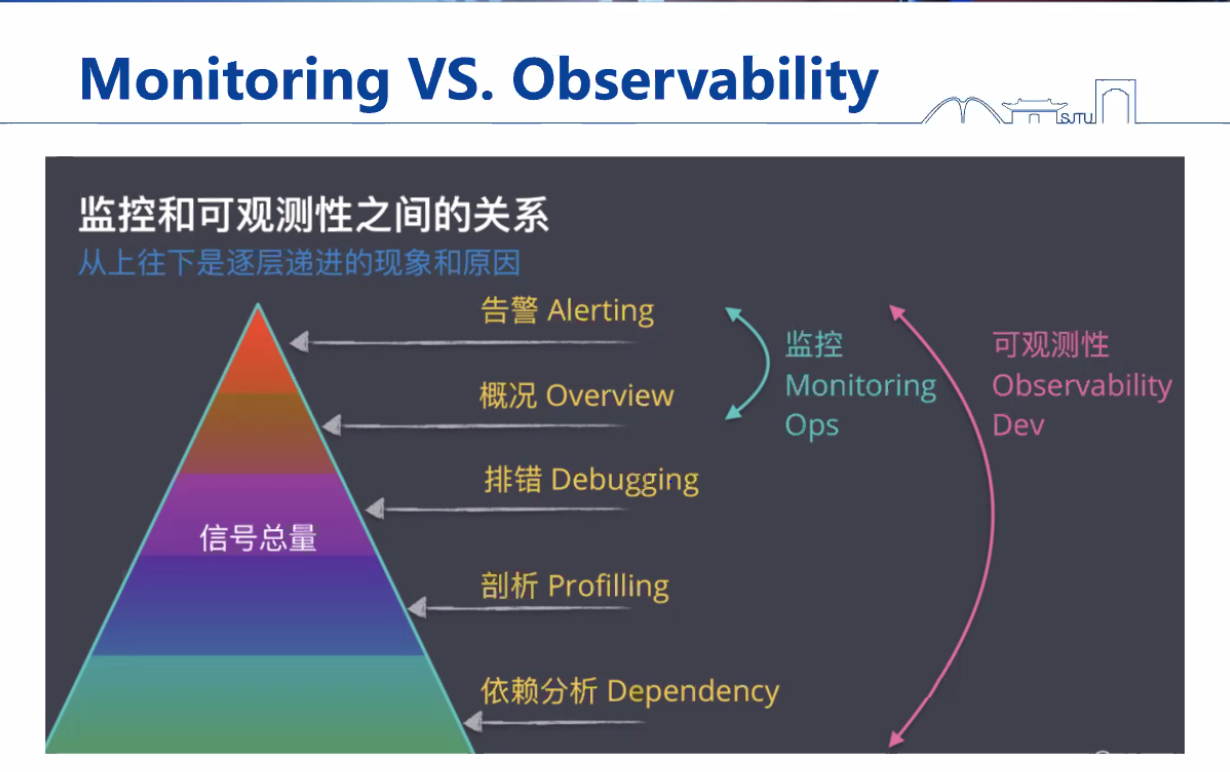 Monitoring VS. Observability
SJTU
监控和可观测性之间的关系
从上往下是逐层递进的现象和原因
告警 Alerting
概况 Overview
排错 Debugging
剖析 Profilling
依赖分析 Dependency
信号总量
监控
Monitoring
Ops
可观测性
Observability
Dev